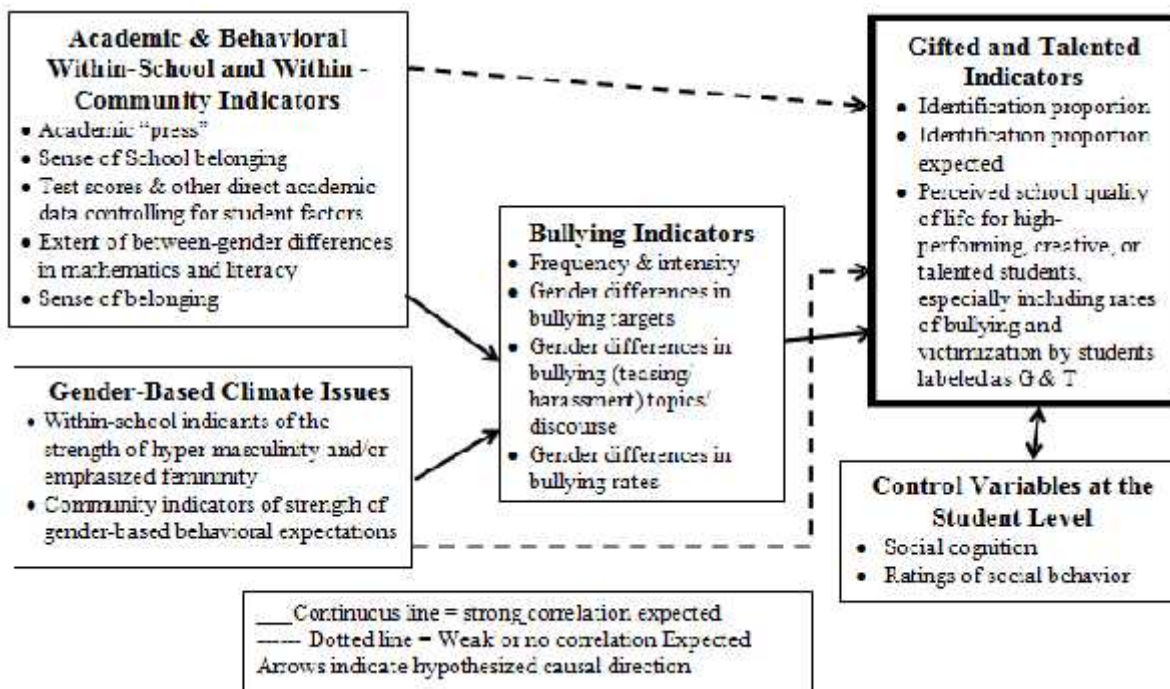 Academic & Behavioral
Within-School and Within -
Community Indicators
• Academic “press”
• Sense of School belonging
• Test scores & other direct academic
data controlling for student factors
• Extent of between-gender differences
in mathematics and literacy
• Sense of belonging
Gender-Based Climate Issues
• Within-school indicants of the
strength of hyper masculinity and/or
emphasized femininity
• Community indicators of strength of
gender-based behavioral expectations
Bullying Indicators
• Frequency & intensity
• Gender differences in
bullying targets
• Gender differences in
bullying (teasing/
harassment) topics/
discourse
• Gender differences in
bullying rates
Gifted and Talented
Indicators
• Identification proportion
• Identification proportion
expected
• Perceived school quality
of life for high-
performing, creative, or
talented students,
especially including rates
of bullying and
victimization by students
labeled as G & T
Control Variables at the
Student Level
• Social cognition
• Ratings of social behavior
___Continuous line = strong correlation expected
------ Dotted line = Weak or no correlation Expected
Arrows indicate hypothesized causal direction